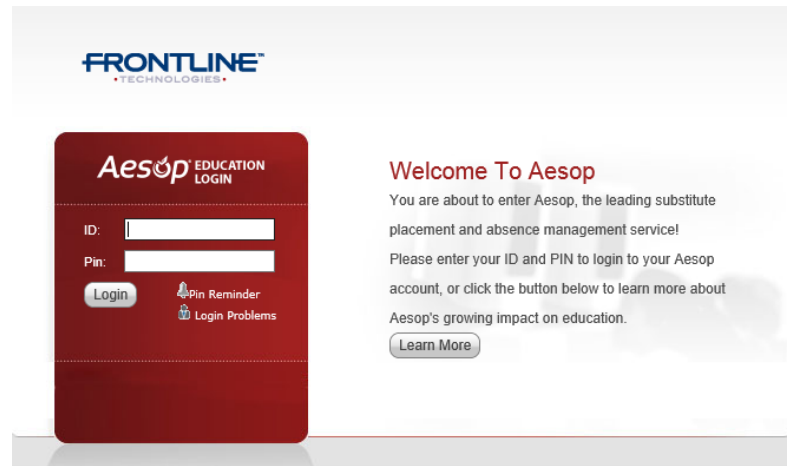 FRONTLINE™
•TECHNOLOGIES•
Aesop® EDUCATION
LOGIN
ID:
Pin:
Login
Pin Reminder
Login Problems
Welcome To Aesop
You are about to enter Aesop, the leading substitute
placement and absence management service!
Please enter your ID and PIN to login to your Aesop
account, or click the button below to learn more about
Aesop's growing impact on education.
Learn More